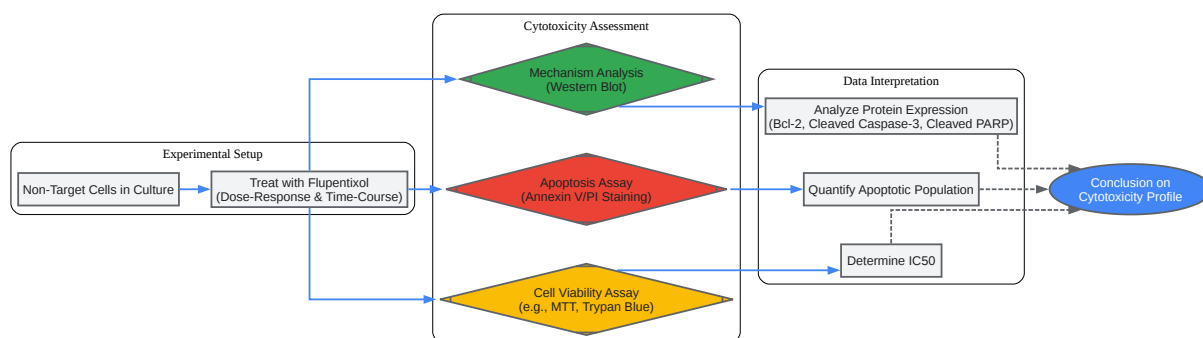 Cytotoxicity Assessment
Mechanism Analysis
(Western Blot)
Data Interpretation
Analyze Protein Expression
(Bcl-2, Cleaved Caspase-3, Cleaved PARP)
Experimental Setup
Non-Target Cells in Culture
Treat with Flupentixol
(Dose-Response & Time-Course)
Apoptosis Assay
(Annexin V/PI Staining)
Quantify Apoptotic Population
Conclusion on
Cytotoxicity Profile
Determine IC50
Cell Viability Assay
(e.g., MTT, Trypan Blue)